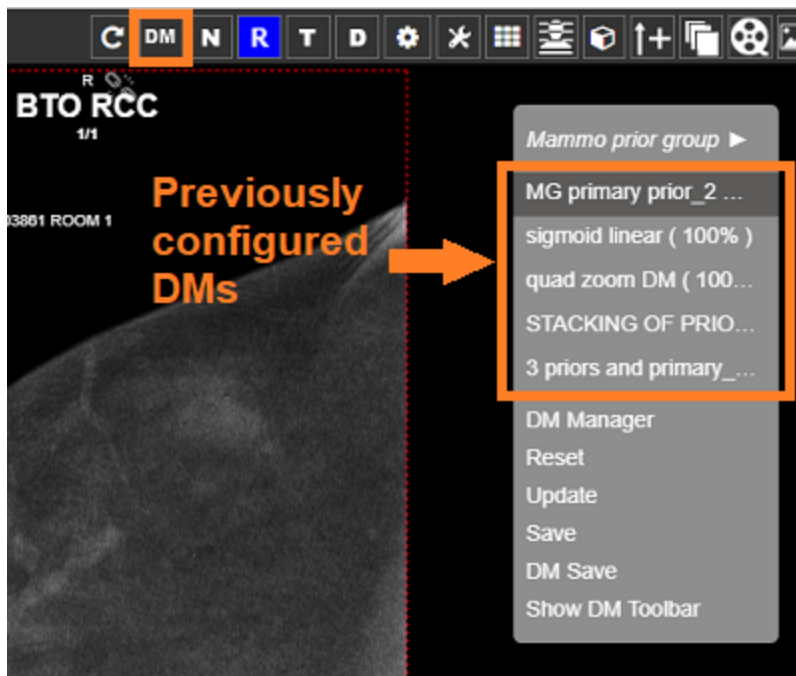 DM N R T D
R
BTO RCC
1/1
03861 ROOM 1
Previously
configured
DMs
Mammo prior group ►
MG primary prior_2 ...
sigmoid linear ( 100% )
quad zoom DM ( 100...
STACKING OF PRIO...
3 priors and primary_...
DM Manager
Reset
Update
Save
DM Save
Show DM Toolbar